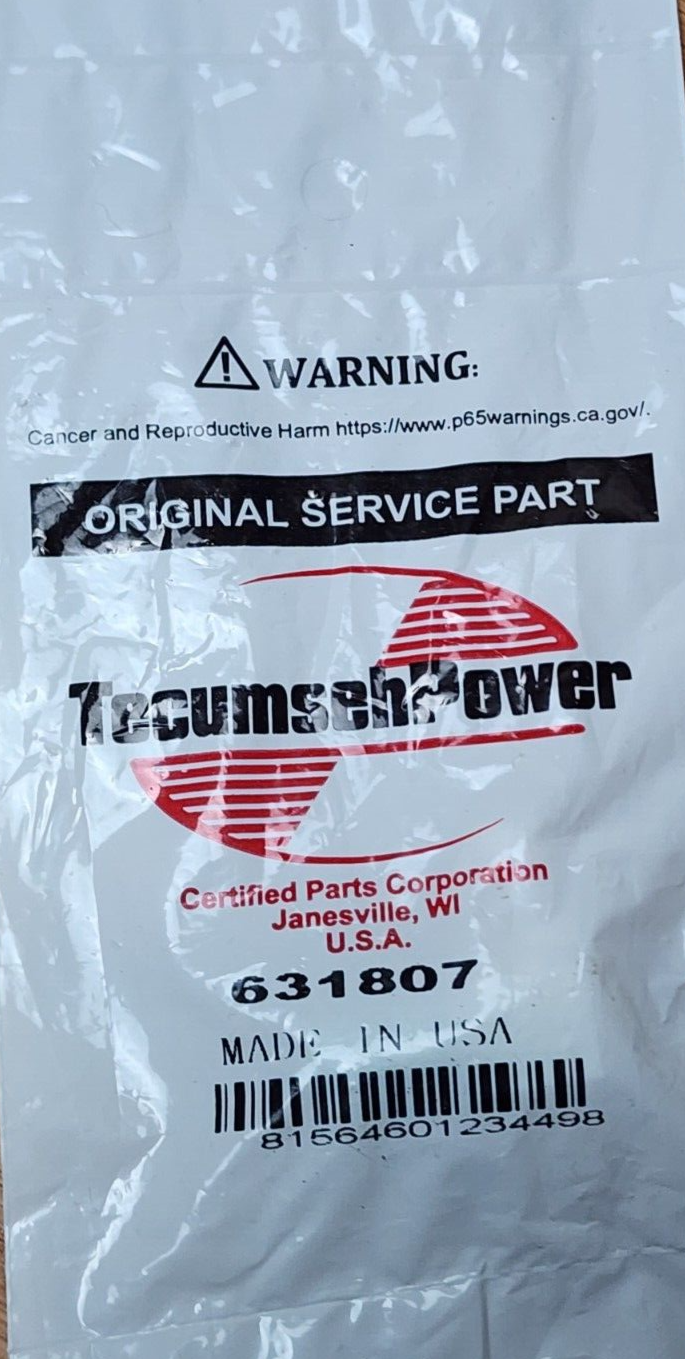 WARNING:
Cancer and Reproductive Harm https://www.p65warnings.ca.gov/.
ORIGINAL SERVICE PART
TecumsehPower
Certified Parts Corporation
Janesville, WI
U.S.A.
631807
MADE IN USA
81564601234498